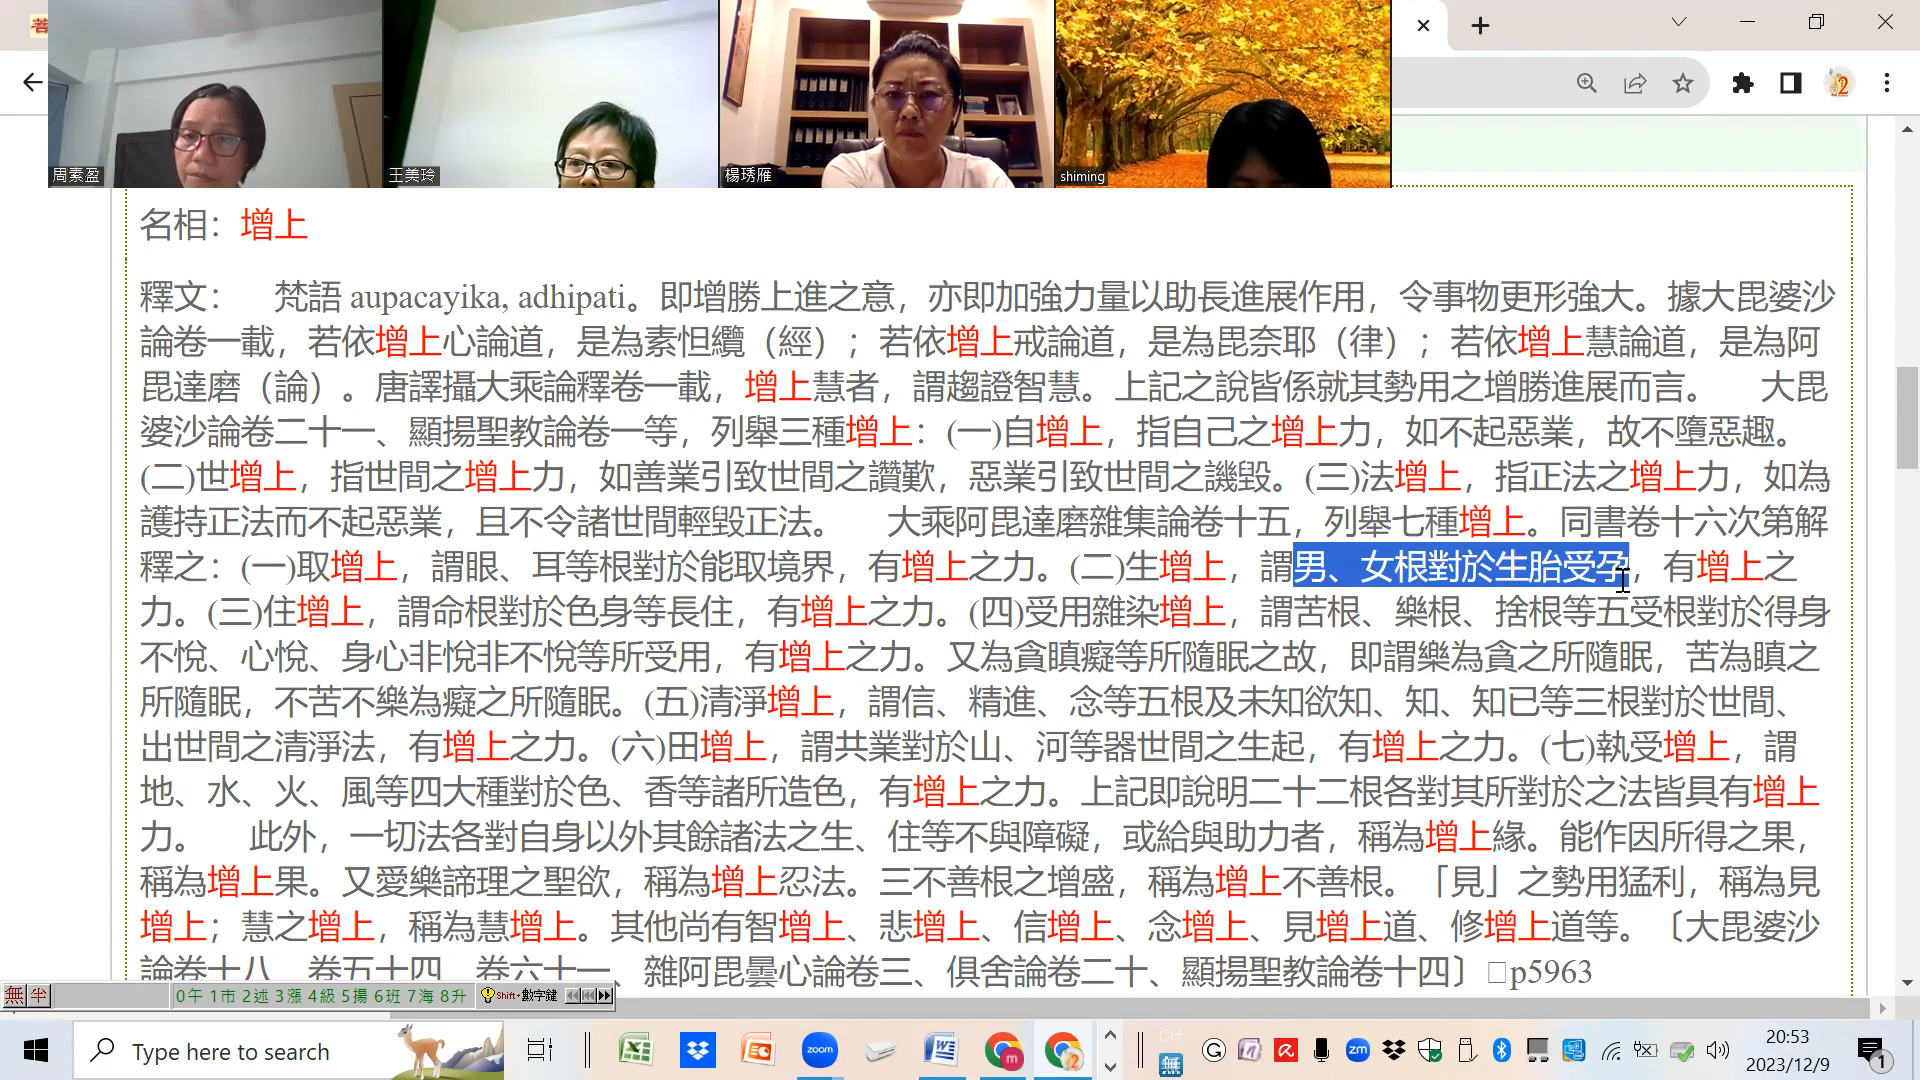 周素盈
王美玲
楊琇雁
shiming
名相：增上
釋文：　梵語 aupacayika, adhipati。即增勝上進之意，亦即加強力量以助長進展作用，令事物更形強大。據大毘婆沙
論卷一載，若依增上心論道，是為素怛纜（經）；若依增上戒論道，是為毘奈耶（律）；若依增上慧論道，是為阿
毘達磨（論）。唐譯攝大乘論釋卷一載，增上慧者，謂趨證智慧。上記之說皆係就其勢用之增勝進展而言。　大毘
婆沙論卷二十一、顯揚聖教論卷一等，列舉三種增上：(一)自增上，指自己之增上力，如不起惡業，故不墮惡趣。
(二)世增上，指世間之增上力，如善業引致世間之讚歎，惡業引致世間之譏毀。(三)法增上，指正法之增上力，如為
護持正法而不起惡業，且不令諸世間輕毀正法。　大乘阿毘達磨雜集論卷十五，列舉七種增上。同書卷十六次第解
釋之：(一)取增上，謂眼、耳等根對於能取境界，有增上之力。(二)生增上，謂男、女根對於生胎受孕，有增上之
力。(三)住增上，謂命根對於色身等長住，有增上之力。(四)受用雜染增上，謂苦根、樂根、捨根等五受根對於得身
不悅、心悅、身心非悅非不悅等所受用，有增上之力。又為貪瞋癡等所隨眠之故，即謂樂為貪之所隨眠，苦為瞋之
所隨眠，不苦不樂為癡之所隨眠。(五)清淨增上，謂信、精進、念等五根及未知欲知、知、知已等三根對於世間、
出世間之清淨法，有增上之力。(六)田增上，謂共業對於山、河等器世間之生起，有增上之力。(七)執受增上，謂
地、水、火、風等四大種對於色、香等諸所造色，有增上之力。上記即說明二十二根各對其所對於之法皆具有增上
力。　此外，一切法各對自身以外其餘諸法之生、住等不與障礙，或給與助力者，稱為增上緣。能作因所得之果，
稱為增上果。又愛樂諦理之聖欲，稱為增上忍法。三不善根之增盛，稱為增上不善根。「見」之勢用猛利，稱為見
增上；慧之增上，稱為慧增上。其他尚有智增上、悲增上、信增上、念增上、見增上道、修增上道等。〔大毘婆沙
論卷十八、卷五十四、卷六十一、雜阿毘曇心論卷三、俱舍論卷二十、顯揚聖教論卷十四〕 □p5963
無 半 0午 1市 2述 3漲 4級 5揚 6班 7海 8升 Shift+數字鍵
Type here to search
zoom
20:53
2023/12/9
1